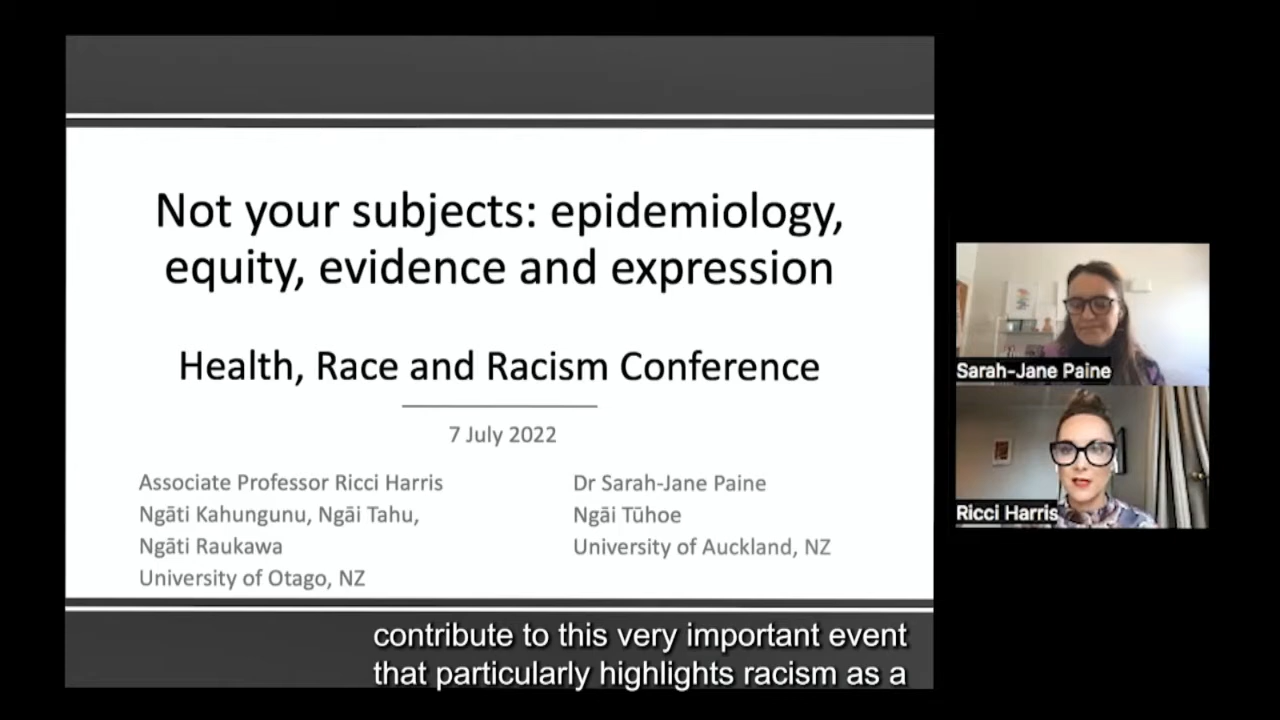 Not your subjects: epidemiology,
equity, evidence and expression
Health, Race and Racism Conference
7 July 2022
Associate Professor Ricci Harris
Ngāti Kahungunu, Ngāi Tahu,
Ngāti Raukawa
University of Otago, NZ
Dr Sarah-Jane Paine
Ngāi Tūhoe
University of Auckland, NZ
Sarah-Jane Paine
Ricci Harris
contribute to this very important event
that particularly highlights racism as a